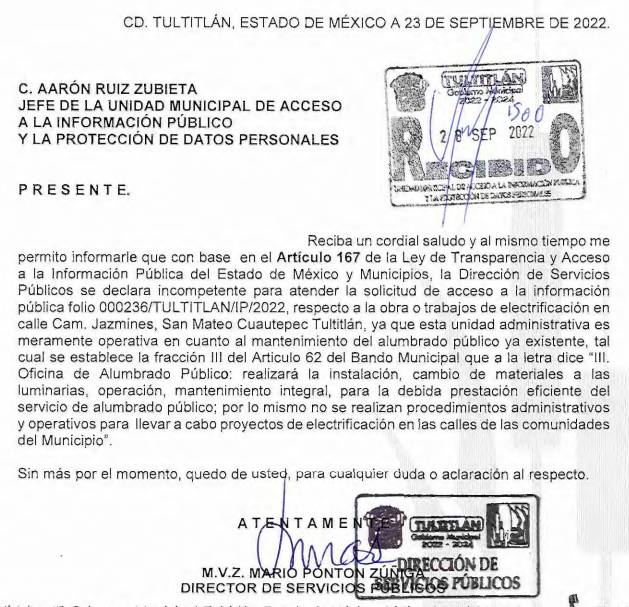 CD. TULTITLÁN, ESTADO DE MÉXICO A 23 DE SEPTIEMBRE DE 2022.
C. AARÓN RUIZ ZUBIETA
JEFE DE LA UNIDAD MUNICIPAL DE ACCESO
A LA INFORMACIÓN PÚBLICO
Y LA PROTECCIÓN DE DATOS PERSONALES
TULTITLÁN
Gobierno Municipal
2022 - 2024
1500
28 SEP 2022
RECIBIDO
UNIDAD MUNICIPAL DE ACCESO A LA INFORMACIÓN PÚBLICA
Y LA PROTECCIÓN DE DATOS PERSONALES
P R E S E N T E.
Reciba un cordial saludo y al mismo tiempo me
permito informarle que con base en el Artículo 167 de la Ley de Transparencia y Acceso
a la Información Pública del Estado de México y Municipios, la Dirección de Servicios
Públicos se declara incompetente para atender la solicitud de acceso a la información
pública folio 000236/TULTITLAN/IP/2022, respecto a la obra o trabajos de electrificación en
calle Cam. Jazmines, San Mateo Cuautepec Tultitlán, ya que esta unidad administrativa es
meramente operativa en cuanto al mantenimiento del alumbrado público ya existente, tal
cual se establece la fracción III del Articulo 62 del Bando Municipal que a la letra dice "III.
Oficina de Alumbrado Público: realizará la instalación, cambio de materiales a las
luminarias, operación, mantenimiento integral, para la debida prestación eficiente del
servicio de alumbrado público; por lo mismo no se realizan procedimientos administrativos
y operativos para llevar a cabo proyectos de electrificación en las calles de las comunidades
del Municipio".
Sin más por el momento, quedo de usted, para cualquier duda o aclaración al respecto.
A T E N T A M E N T E
TULTITLÁN
Gobierno Municipal
2022 - 2024
DIRECCIÓN DE
SERVICIOS PÚBLICOS
M.V.Z. MARIO PONTON ZÚNIGA
DIRECTOR DE SERVICIOS PÚBLICOS